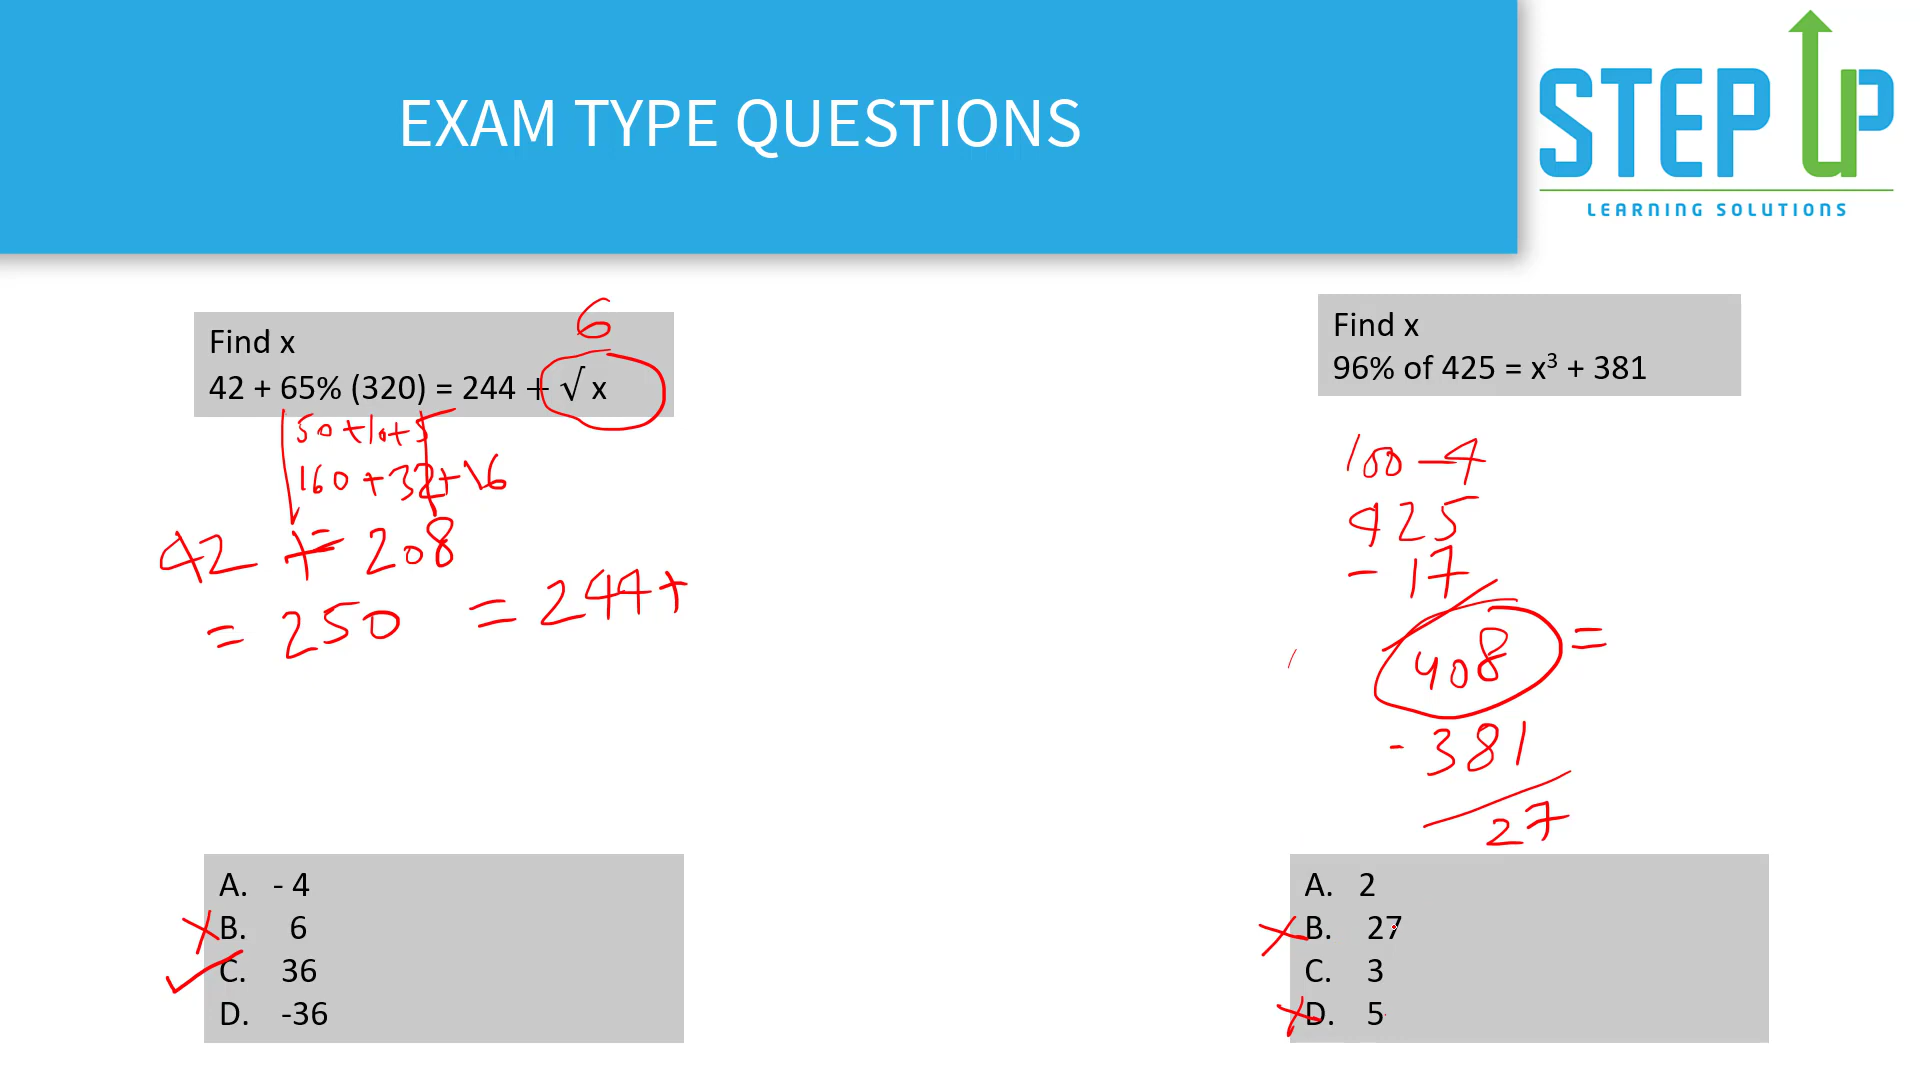 EXAM TYPE QUESTIONS
STEP UP
LEARNING SOLUTIONS
6
Find x
42 + 65% (320) = 244 + √ x
50 + 10 + 5
160 + 32 + 16
42 + = 208
= 250 = 244 +
A. - 4
B. 6
C. 36
D. -36
Find x
96% of 425 = x³ + 381
100 - 4
425
- 17
408 =
- 381
27
A. 2
B. 27
C. 3
D. 5